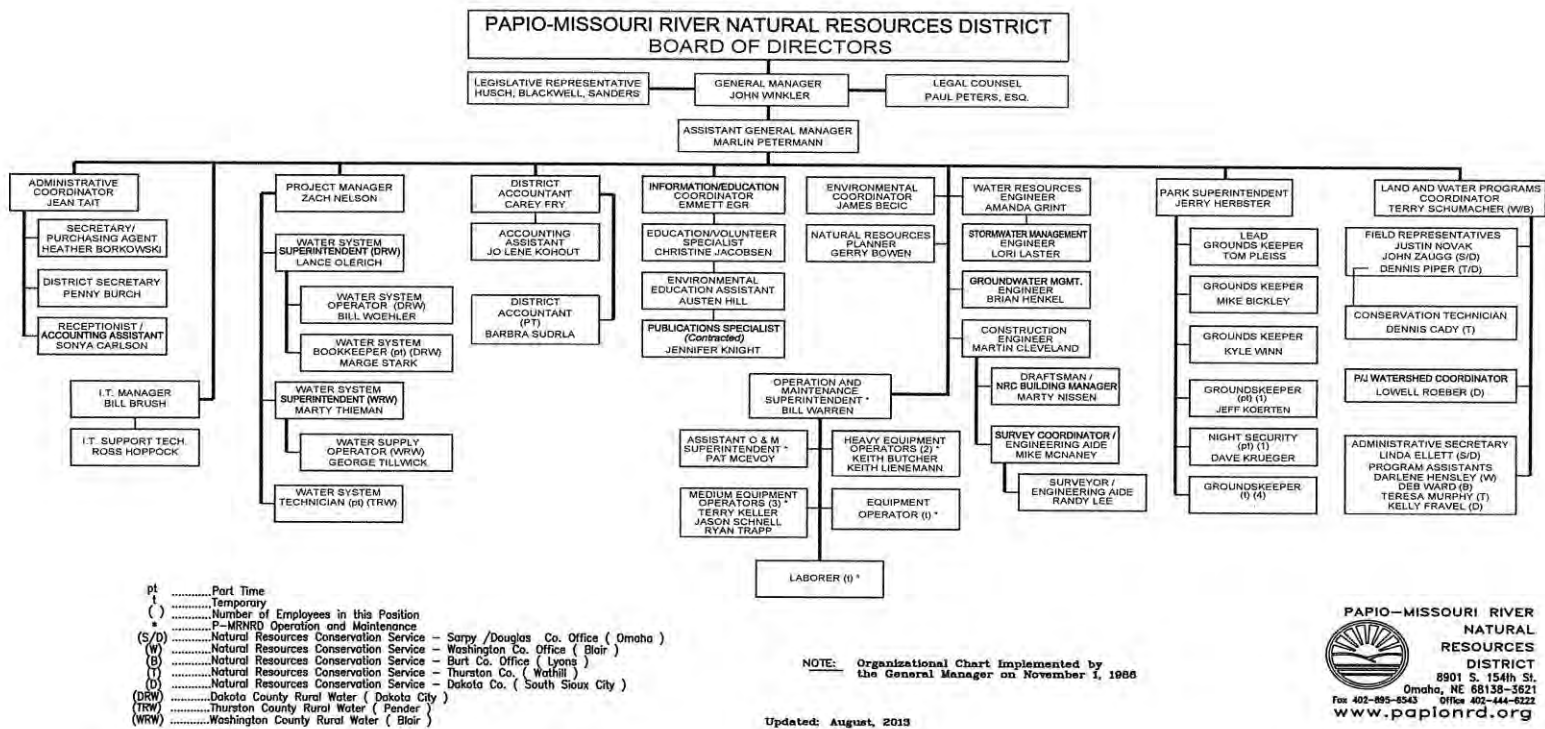 PAPIO-MISSOURI RIVER NATURAL RESOURCES DISTRICT
BOARD OF DIRECTORS
LEGISLATIVE REPRESENTATIVE
HUSCH, BLACKWELL, SANDERS
GENERAL MANAGER
JOHN WINKLER
LEGAL COUNSEL
PAUL PETERS, ESQ.
ASSISTANT GENERAL MANAGER
MARLIN PETERMANN
ADMINISTRATIVE
COORDINATOR
JEAN TAIT
SECRETARY/
PURCHASING AGENT
HEATHER BORKOWSKI
DISTRICT SECRETARY
PENNY BURCH
RECEPTIONIST /
ACCOUNTING ASSISTANT
SONYA CARLSON
I.T. MANAGER
BILL BRUSH
I.T. SUPPORT TECH.
ROSS HOPPOCK
PROJECT MANAGER
ZACH NELSON
WATER SYSTEM
SUPERINTENDENT (DRW)
LANCE OLERICH
WATER SYSTEM
OPERATOR (DRW)
BILL WOEHLER
WATER SYSTEM
BOOKKEEPER (pt) (DRW)
MARGE STARK
WATER SYSTEM
SUPERINTENDENT (WRW)
MARTY THIEMAN
WATER SUPPLY
OPERATOR (WRW)
GEORGE TILLWICK
WATER SYSTEM
TECHNICIAN (pt) (TRW)
DISTRICT
ACCOUNTANT
CAREY FRY
ACCOUNTING
ASSISTANT
JO LENE KOHOUT
DISTRICT
ACCOUNTANT
(PT)
BARBRA SUDRLA
INFORMATION/EDUCATION
COORDINATOR
EMMETT EGR
EDUCATION/VOLUNTEER
SPECIALIST
CHRISTINE JACOBSEN
ENVIRONMENTAL
EDUCATION ASSISTANT
AUSTEN HILL
PUBLICATIONS SPECIALIST
(Contracted)
JENNIFER KNIGHT
ENVIRONMENTAL
COORDINATOR
JAMES BECIC
NATURAL RESOURCES
PLANNER
GERRY BOWEN
WATER RESOURCES
ENGINEER
AMANDA GRINT
STORMWATER MANAGEMENT
ENGINEER
LORI LASTER
GROUNDWATER MGMT.
ENGINEER
BRIAN HENKEL
CONSTRUCTION
ENGINEER
MARTIN CLEVELAND
DRAFTSMAN /
NRC BUILDING MANAGER
MARTY NISSEN
SURVEY COORDINATOR /
ENGINEERING AIDE
MIKE MCNANEY
SURVEYOR /
ENGINEERING AIDE
RANDY LEE
OPERATION AND
MAINTENANCE
SUPERINTENDENT *
BILL WARREN
ASSISTANT O & M
SUPERINTENDENT *
PAT MCEVOY
HEAVY EQUIPMENT
OPERATORS (2) *
KEITH BUTCHER
KEITH LIENEMANN
MEDIUM EQUIPMENT
OPERATORS (3) *
TERRY KELLER
JASON SCHNELL
RYAN TRAPP
EQUIPMENT
OPERATOR (t) *
LABORER (t) *
PARK SUPERINTENDENT
JERRY HERBSTER
LEAD
GROUNDS KEEPER
TOM PLEISS
GROUNDS KEEPER
MIKE BICKLEY
GROUNDS KEEPER
KYLE WINN
GROUNDSKEEPER
(pt) (1)
JEFF KOERTEN
NIGHT SECURITY
(pt) (1)
DAVE KRUEGER
GROUNDSKEEPER
(t) (4)
LAND AND WATER PROGRAMS
COORDINATOR
TERRY SCHUMACHER (W/B)
FIELD REPRESENTATIVES
JUSTIN NOVAK
JOHN ZAUGG (S/D)
DENNIS PIPER (T/D)
CONSERVATION TECHNICIAN
DENNIS CADY (T)
P/J WATERSHED COORDINATOR
LOWELL ROEBER (D)
ADMINISTRATIVE SECRETARY
LINDA ELLETT (S/D)
PROGRAM ASSISTANTS
DARLENE HENSLEY (W)
DEB WARD (B)
TERESA MURPHY (T)
KELLY FRAVEL (D)
pt ............Part Time
t ............Temporary
( ) ............Number of Employees in this Position
* ............P-MRNRD Operation and Maintenance
(S/D) ............Natural Resources Conservation Service - Sarpy /Douglas Co. Office ( Omaha )
(W) ............Natural Resources Conservation Service - Washington Co. Office ( Blair )
(B) ............Natural Resources Conservation Service - Burt Co. Office ( Lyons )
(T) ............Natural Resources Conservation Service - Thurston Co. ( Walthill )
(D) ............Natural Resources Conservation Service - Dakota Co. ( South Sioux City )
(DRW) ............Dakota County Rural Water ( Dakota City )
(TRW) ............Thurston County Rural Water ( Pender )
(WRW) ............Washington County Rural Water ( Blair )
NOTE: Organizational Chart Implemented by
the General Manager on November 1, 1986
Updated: August, 2013
PAPIO-MISSOURI RIVER
NATURAL
RESOURCES
DISTRICT
8901 S. 154th St.
Omaha, NE 68138-3621
Fax 402-895-6543 Office 402-444-6222
www.papionrd.org